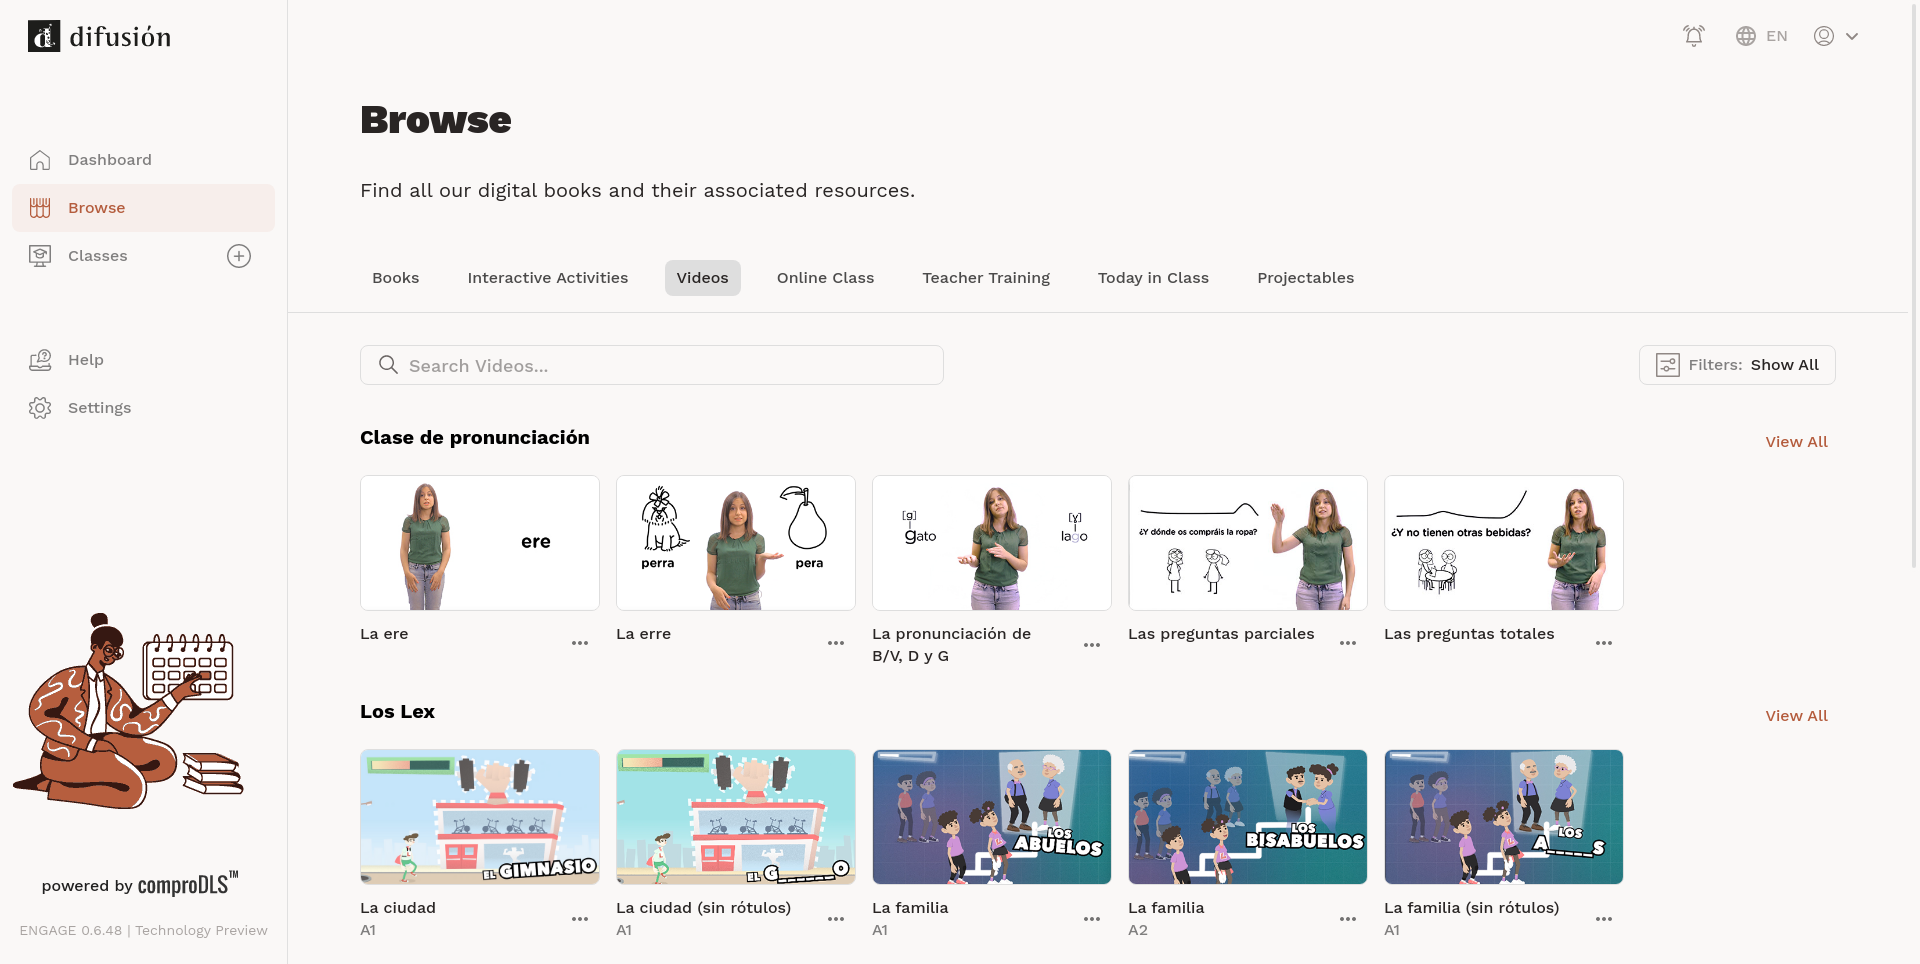 difusión
EN
Dashboard
Browse
Classes
Help
Settings
powered by comproDLS™
ENGAGE 0.6.48 | Technology Preview
Browse
Find all our digital books and their associated resources.
Books
Interactive Activities
Videos
Online Class
Teacher Training
Today in Class
Projectables
Search Videos...
Filters: Show All
Clase de pronunciación
View All
ere
perra
pera
[g]
gato
[ɣ]
lago
¿Y dónde os compráis la ropa?
¿Y no tienen otras bebidas?
La ere
La erre
La pronunciación de
B/V, D y G
Las preguntas parciales
Las preguntas totales
Los Lex
View All
EL GIMNASIO
EL G______O
LOS
ABUELOS
LOS
BISABUELOS
LOS
A_____S
La ciudad
A1
La ciudad (sin rótulos)
A1
La familia
A1
La familia
A2
La familia (sin rótulos)
A1